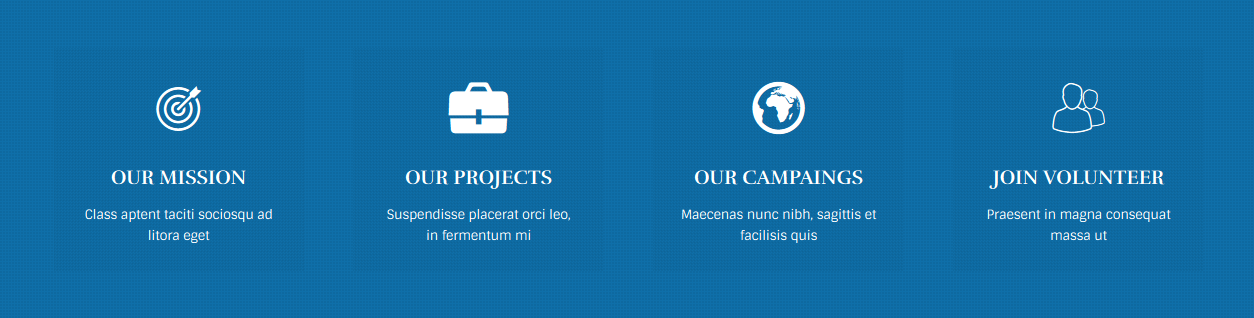 OUR MISSION
Class aptent taciti sociosqu ad
litora eget
OUR PROJECTS
Suspendisse placerat orci leo,
in fermentum mi
OUR CAMPAINGS
Maecenas nunc nibh, sagittis et
facilisis quis
JOIN VOLUNTEER
Praesent in magna consequat
massa ut